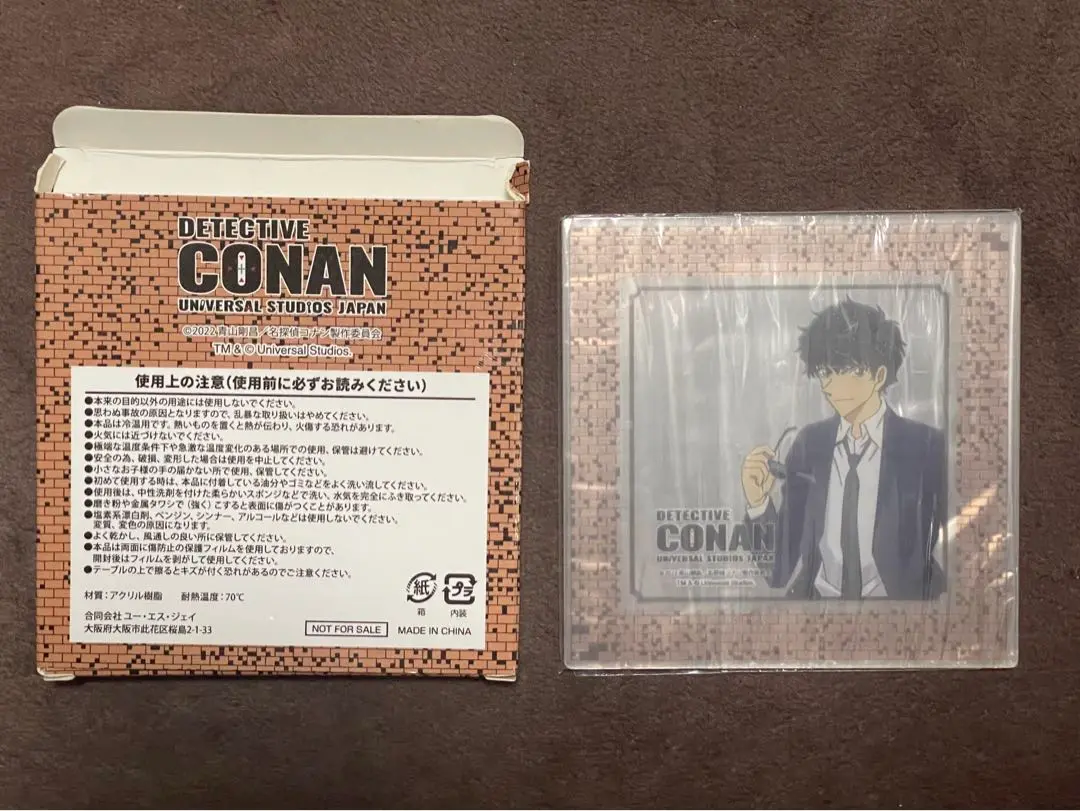 DETECTIVE
CONAN
UNIVERSAL STUDIOS JAPAN
©2022 青山剛昌／名探偵コナン製作委員会
TM & © Universal Studios.
使用上の注意(使用前に必ずお読みください)
●本来の目的以外の用途には使用しないでください。
●思わぬ事故の原因となりますので、乱暴な取り扱いはやめてください。
●本品は冷温用です。熱いものを置くと熱が伝わり、火傷する恐れがあります。
●火気には近づけないでください。
●極端な温度条件下や急激な温度変化のある場所での使用、保管は避けてください。
●安全の為、破損、変形した場合は使用を中止してください。
●小さなお子様の手の届かない所で使用、保管してください。
●初めて使用する時は、本品に付着している油分やゴミなどをよく洗い流してください。
●使用後は、中性洗剤を付けた柔らかいスポンジなどで洗い、水気を完全にふき取ってください。
●磨き粉や金属タワシで(強く)こすると表面に傷がつくことがあります。
●塩素系漂白剤、ベンジン、シンナー、アルコールなどは使用しないでください。
変質、変色の原因になります。
●よく乾かし、風通しの良い所に保管してください。
●本品は両面に傷防止の保護フィルムを使用しておりますので、
開封後はフィルムを剥がして使用してください。
●テーブルの上で擦るとキズが付く恐れがあるのでご注意ください。
材質：アクリル樹脂　耐熱温度：70℃
合同会社 ユー・エス・ジェイ
大阪府大阪市此花区桜島2-1-33
紙
箱
プラ
内装
NOT FOR SALE
MADE IN CHINA
DETECTIVE
CONAN
UNIVERSAL STUDIOS JAPAN
TM & © Universal Studios.